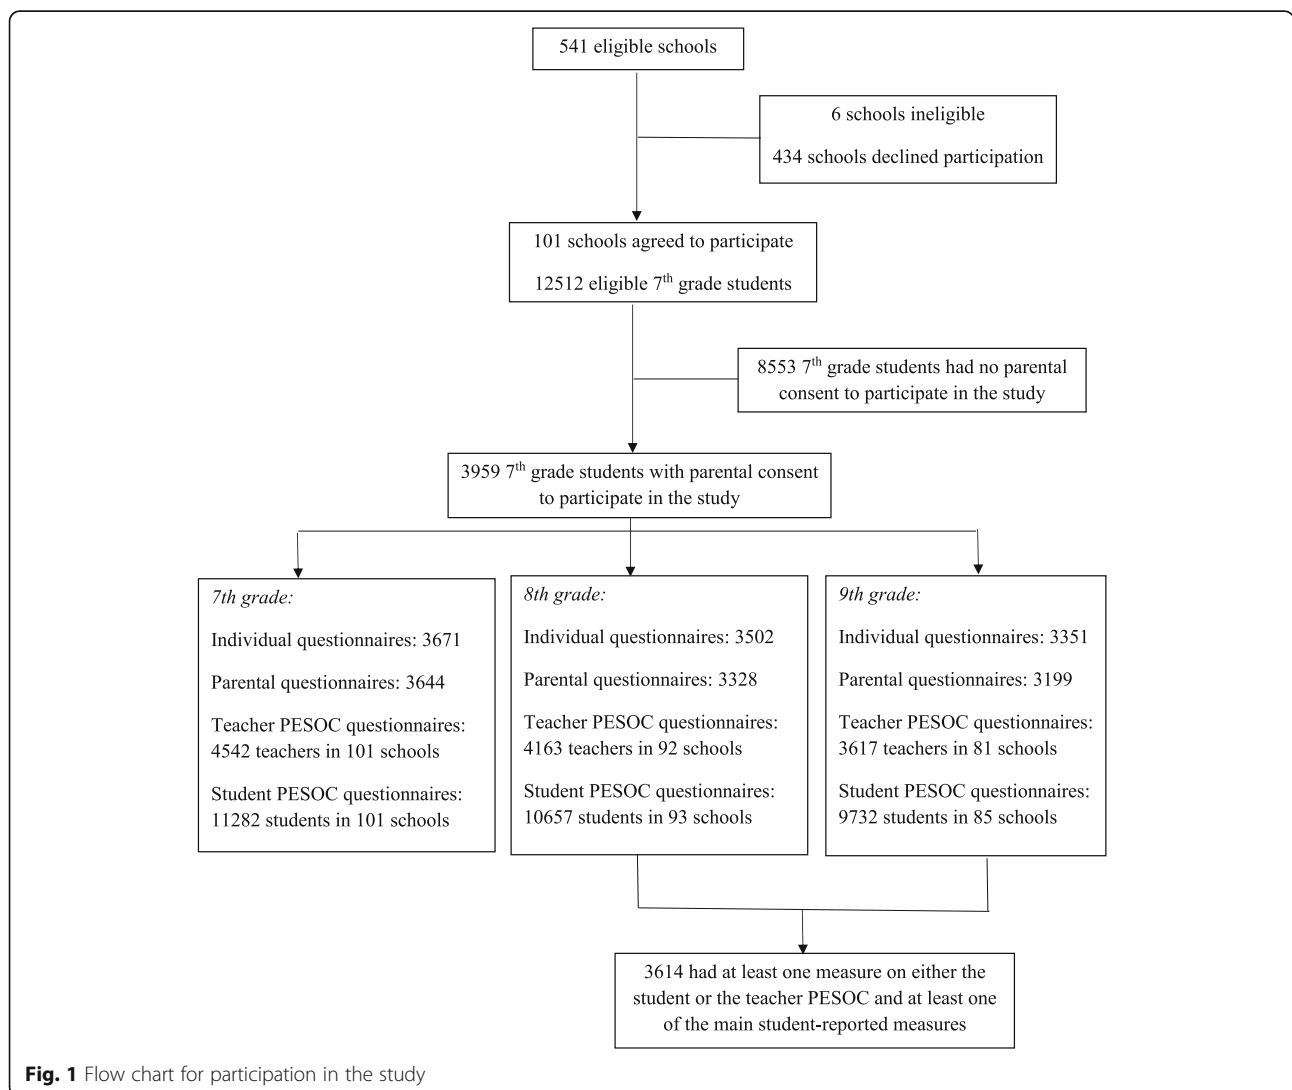 541 eligible schools
6 schools ineligible
434 schools declined participation
101 schools agreed to participate
12512 eligible 7th grade students
8553 7th grade students had no parental
consent to participate in the study
3959 7th grade students with parental consent
to participate in the study
7th grade:
Individual questionnaires: 3671
Parental questionnaires: 3644
Teacher PESOC questionnaires:
4542 teachers in 101 schools
Student PESOC questionnaires:
11282 students in 101 schools
8th grade:
Individual questionnaires: 3502
Parental questionnaires: 3328
Teacher PESOC questionnaires:
4163 teachers in 92 schools
Student PESOC questionnaires:
10657 students in 93 schools
9th grade:
Individual questionnaires: 3351
Parental questionnaires: 3199
Teacher PESOC questionnaires:
3617 teachers in 81 schools
Student PESOC questionnaires:
9732 students in 85 schools
3614 had at least one measure on either the
student or the teacher PESOC and at least one
of the main student-reported measures
Fig. 1 Flow chart for participation in the study